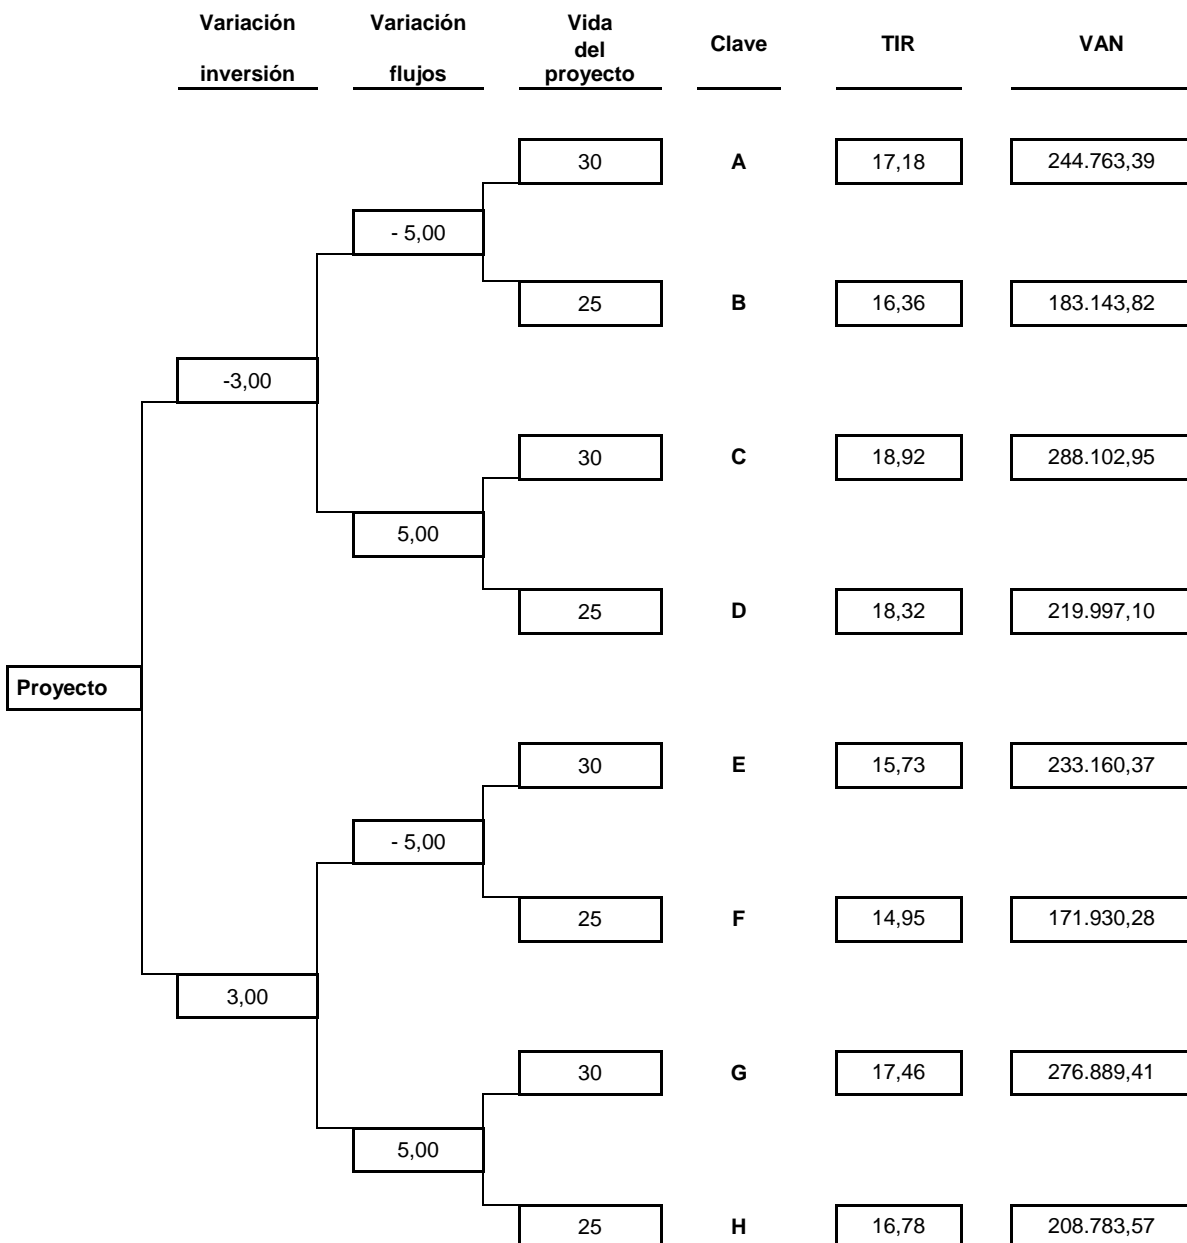 Variación inversión
Variación flujos
Vida del proyecto
Clave
TIR
VAN
30
A
17,18
244.763,39
- 5,00
25
B
16,36
183.143,82
-3,00
30
C
18,92
288.102,95
5,00
25
D
18,32
219.997,10
Proyecto
30
E
15,73
233.160,37
- 5,00
25
F
14,95
171.930,28
3,00
30
G
17,46
276.889,41
5,00
25
H
16,78
208.783,57